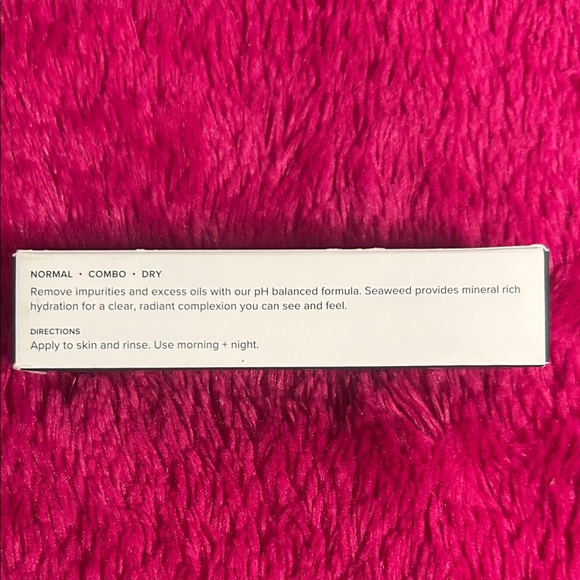 NORMAL • COMBO • DRY
Remove impurities and excess oils with our pH balanced formula. Seaweed provides mineral rich
hydration for a clear, radiant complexion you can see and feel.
DIRECTIONS
Apply to skin and rinse. Use morning + night.